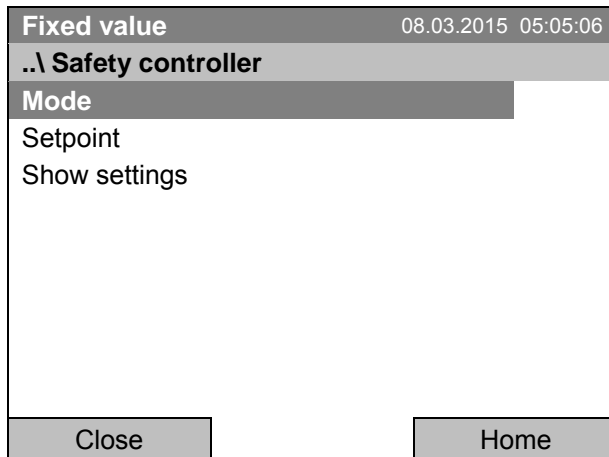 Fixed value 08.03.2015 05:05:06
..\ Safety controller
Mode
Setpoint
Show settings
Close Home